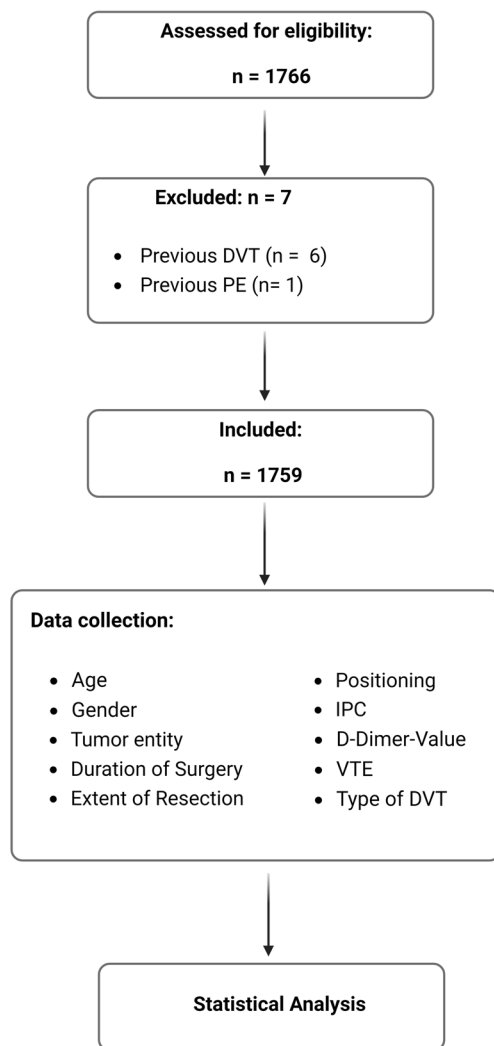 Assessed for eligibility:
n = 1766
Excluded: n = 7
• Previous DVT (n =  6)
• Previous PE (n= 1)
Included:
n = 1759
Data collection:
• Age
• Gender
• Tumor entity
• Duration of Surgery
• Extent of Resection
• Positioning
• IPC
• D-Dimer-Value
• VTE
• Type of DVT
Statistical Analysis